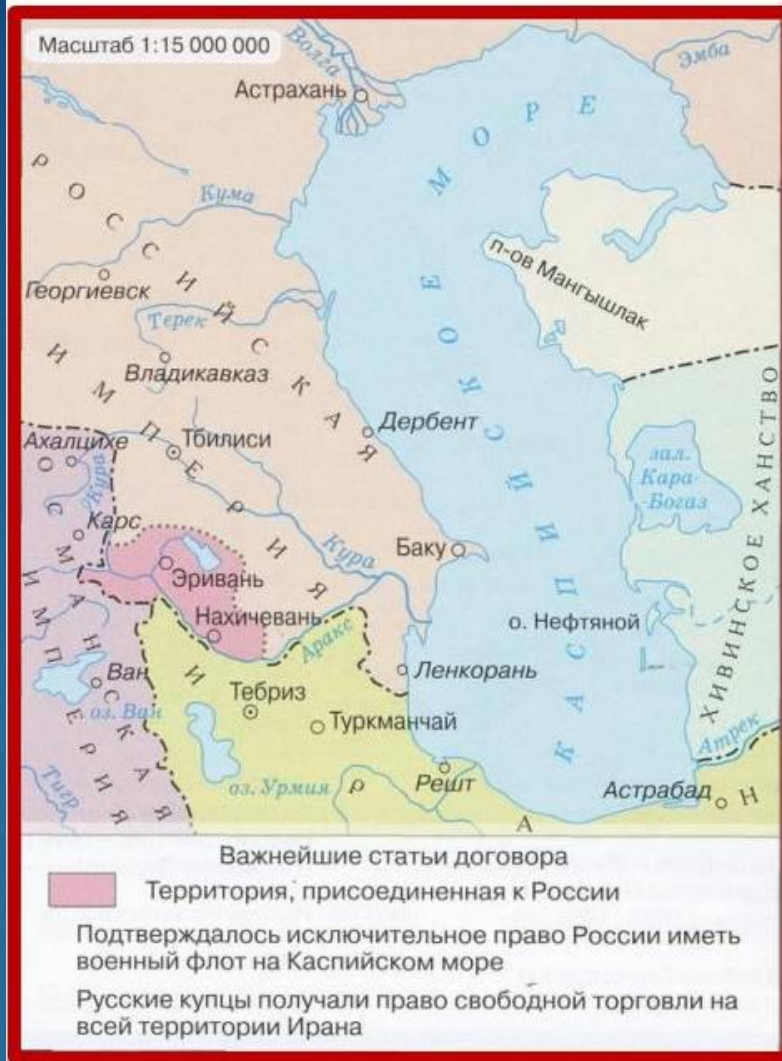 Масштаб 1:15 000 000
Волга
Эмба
Астрахань
КАСПИЙСКОЕ МОРЕ
РОССИЙСКАЯ ИМПЕРИЯ
Кума
п-ов Мангышлак
Георгиевск
Терек
Владикавказ
Дербент
Тбилиси
Ахалцихе
Кура
зал.
Кара-
Богаз
ХИВИНСКОЕ ХАНСТВО
Карс
ОСМАНСКАЯ ИМПЕРИЯ
Кура
Баку
Эривань
о. Нефтяной
Нахичевань
Аракс
Ленкорань
Ван
оз. Ван
ИРАН
Тебриз
Туркманчай
Атрек
Тигр
оз. Урмия
Решт
Астрабад
Важнейшие статьи договора
Территория, присоединенная к России
Подтверждалось исключительное право России иметь
военный флот на Каспийском море
Русские купцы получали право свободной торговли на
всей территории Ирана